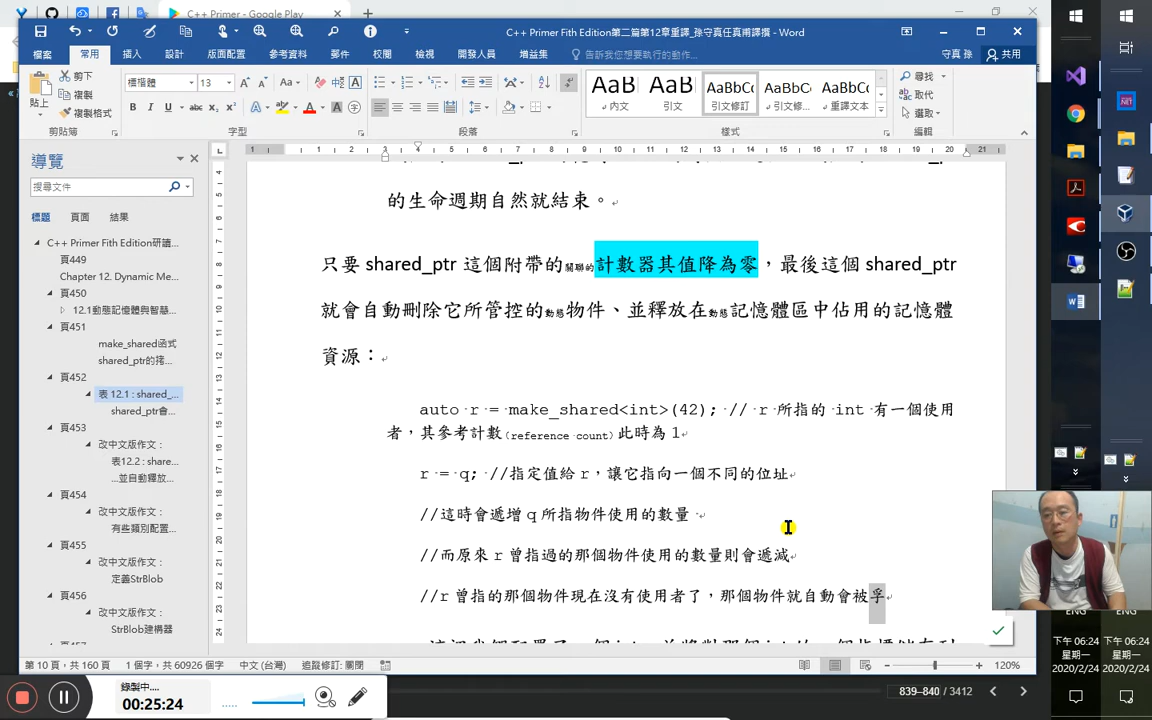 C++ Primer - Google Play
C++ Primer Fifth Edition第二篇第12章重譯_孫守真任真甫譯撰 - Word
檔案 常用 插入 設計 版面配置 參考資料 郵件 校閱 檢視 開發人員 增益集 告訴我您想要執行的動作... 守真 孫 共用
貼上 剪下 複製 複製格式 標楷體 13
AaB AaB AaBbC AaBbC AaBbC
內文 引文 引文修訂 引文修... 重譯文本
尋找 取代 選取
剪貼簿 字型 段落 樣式 編輯
導覽
搜尋文件
標題 頁面 結果
C++ Primer Fith Edition研讀...
頁449
Chapter 12. Dynamic Me...
頁450
12.1動態記憶體與智慧...
頁451
make_shared函式
shared_ptr的拷...
頁452
表 12.1 : shared_...
shared_ptr會...
頁453
改中文版作文：
表12.2 : share...
...並自動釋放...
頁454
改中文版作文：
有些類別配置...
頁455
定義StrBlob
頁456
改中文版作文：
StrBlob建構器
頁457
的生命週期自然就結束。
只要 shared_ptr 這個附帶的關聯的計數器其值降為零，最後這個 shared_ptr
就會自動刪除它所管控的動態物件、並釋放在動態記憶體區中佔用的記憶體
資源：
auto r = make_shared<int>(42); // r 所指的 int 有一個使用
者，其參考計數(reference count)此時為 1
r = q; //指定值給 r，讓它指向一個不同的位址
//這時會遞增 q 所指物件使用的數量
//而原來 r 曾指過的那個物件使用的數量則會遞減
//r 曾指的那個物件現在沒有使用者了，那個物件就自動會被孚
第 10 頁，共 160 頁 1 個字，共 60926 個字 中文 (台灣) 追蹤修訂: 關閉 120%
錄製中...
00:25:24
839–840 / 3412
ENG ENG
下午 06:24 下午 06:24
星期一 星期一
2020/2/24 2020/2/24